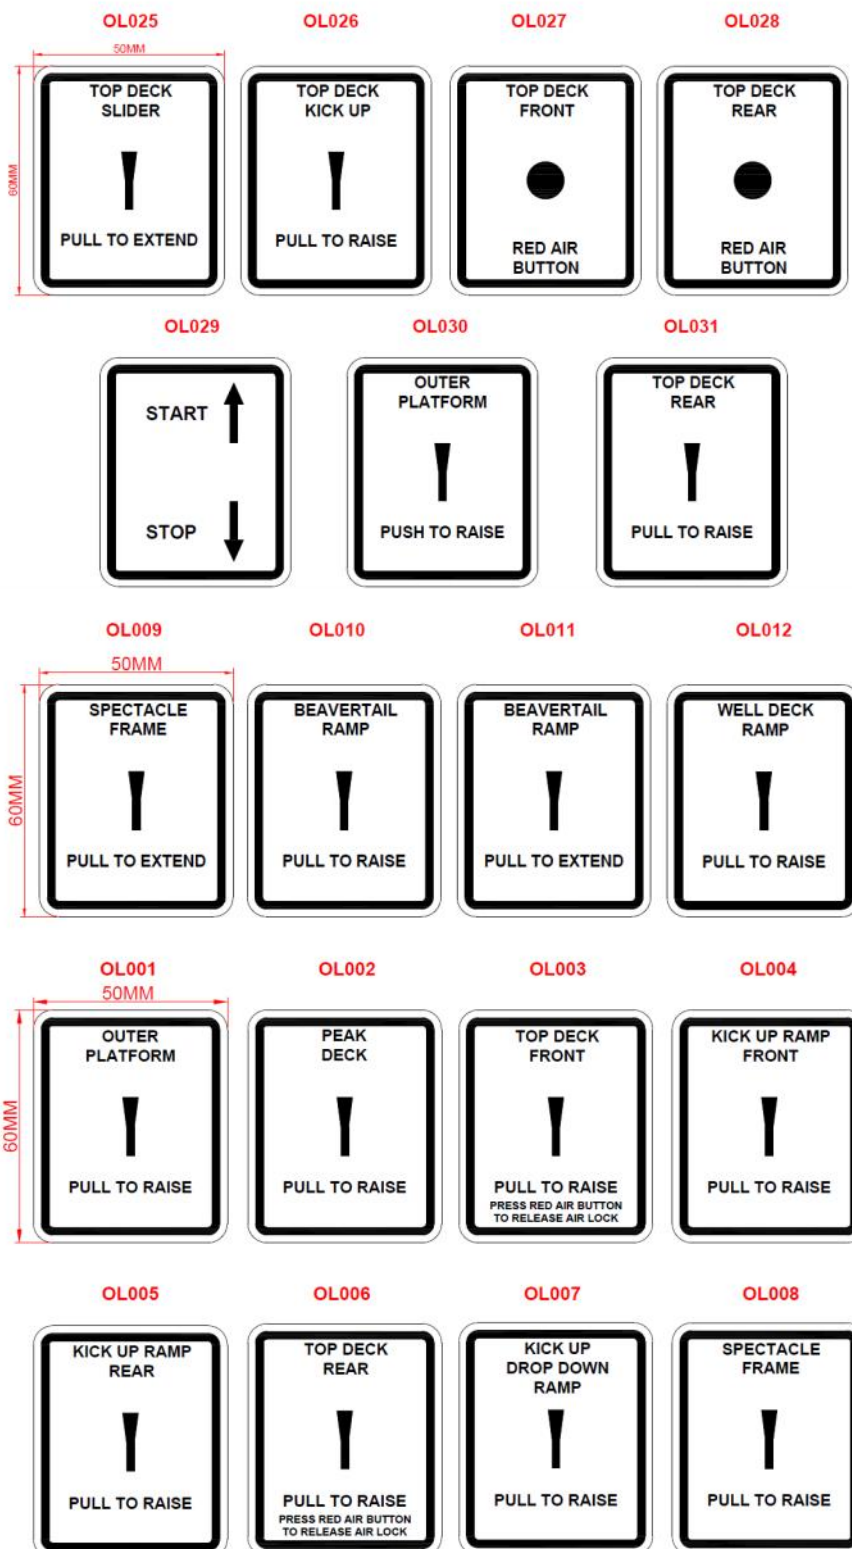 OL025
OL026
OL027
OL028
50MM
60MM
TOP DECK
SLIDER
PULL TO EXTEND
TOP DECK
KICK UP
PULL TO RAISE
TOP DECK
FRONT
RED AIR
BUTTON
TOP DECK
REAR
RED AIR
BUTTON
OL029
OL030
OL031
START
STOP
OUTER
PLATFORM
PUSH TO RAISE
TOP DECK
REAR
PULL TO RAISE
OL009
OL010
OL011
OL012
50MM
60MM
SPECTACLE
FRAME
PULL TO EXTEND
BEAVERTAIL
RAMP
PULL TO RAISE
BEAVERTAIL
RAMP
PULL TO EXTEND
WELL DECK
RAMP
PULL TO RAISE
OL001
OL002
OL003
OL004
50MM
60MM
OUTER
PLATFORM
PULL TO RAISE
PEAK
DECK
PULL TO RAISE
TOP DECK
FRONT
PULL TO RAISE
PRESS RED AIR BUTTON
TO RELEASE AIR LOCK
KICK UP RAMP
FRONT
PULL TO RAISE
OL005
OL006
OL007
OL008
KICK UP RAMP
REAR
PULL TO RAISE
TOP DECK
REAR
PULL TO RAISE
PRESS RED AIR BUTTON
TO RELEASE AIR LOCK
KICK UP
DROP DOWN
RAMP
PULL TO RAISE
SPECTACLE
FRAME
PULL TO RAISE